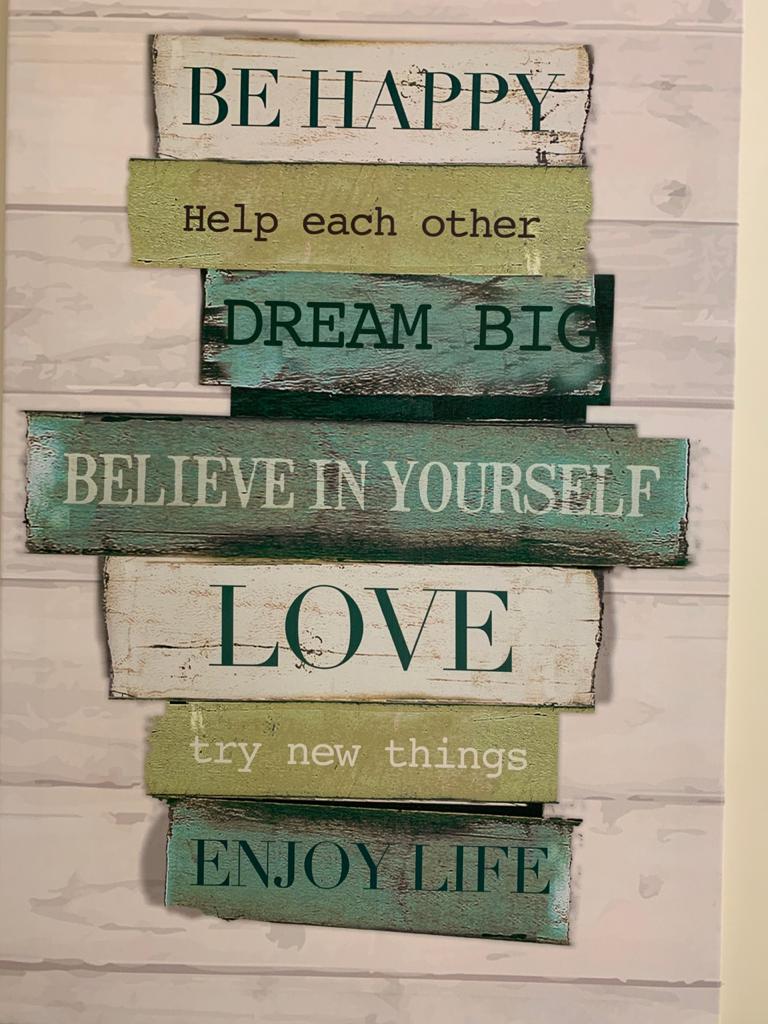 BE HAPPY
Help each other
DREAM BIG
BELIEVE IN YOURSELF
LOVE
try new things
ENJOY LIFE